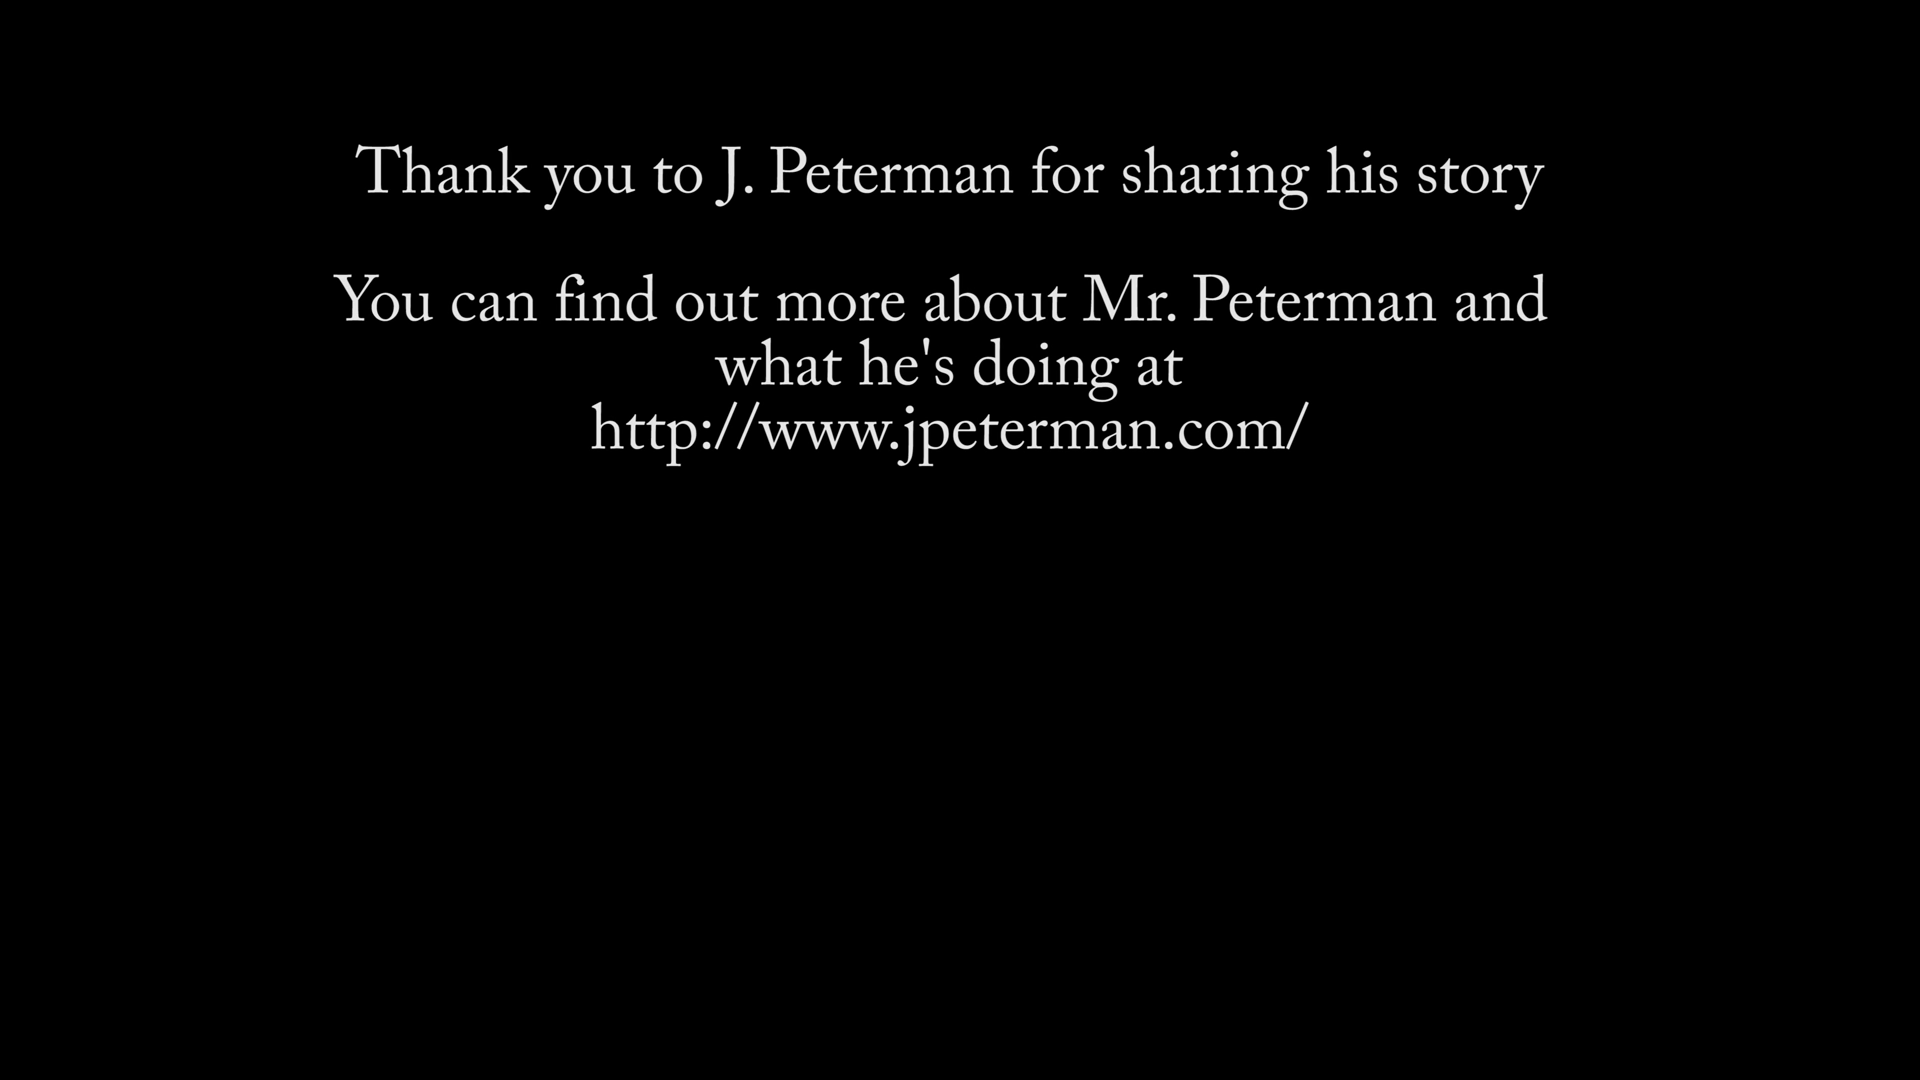 Thank you to J. Peterman for sharing his story
You can find out more about Mr. Peterman and
what he's doing at
http://www.jpeterman.com/